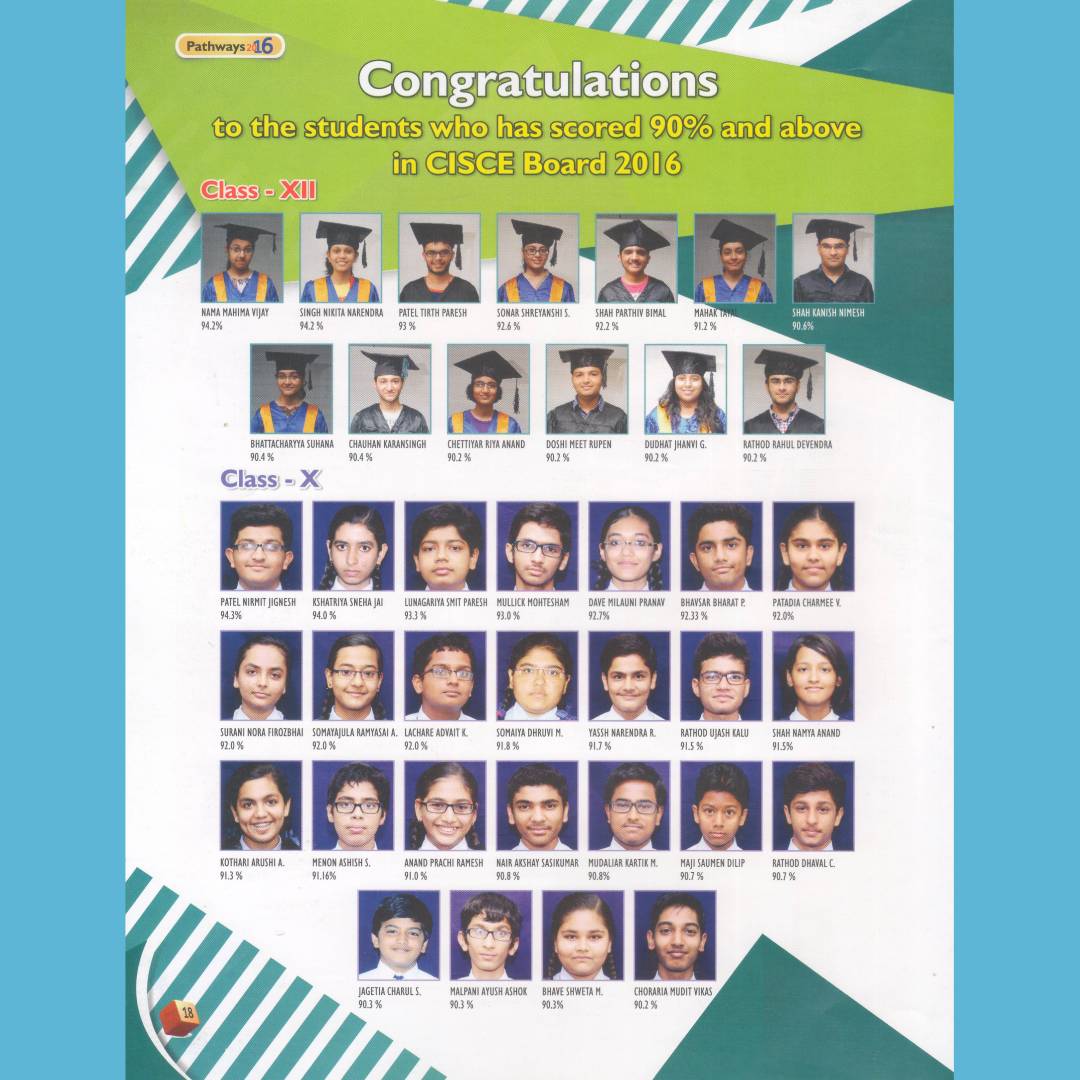 Pathways 2016
Congratulations
to the students who has scored 90% and above
in CISCE Board 2016
Class - XII
NAMA MAHIMA VIJAY SINGH NIKITA NARENDRA PATEL TIRTH PARESH SONAR SHREYANSHI S. SHAH PARTHIV BIMAL MAHAK TAYAL SHAH KANISH NIMESH
94.2% 94.2 % 93 % 92.6 % 92.2 % 91.2 % 90.6%
BHATTACHARYYA SUHANA CHAUHAN KARANSINGH CHETTIYAR RIYA ANAND DOSHI MEET RUPEN DUDHAT JHANVI G. RATHOD RAHUL DEVENDRA
90.4 % 90.4 % 90.2 % 90.2 % 90.2 % 90.2 %
Class - X
PATEL NIRMIT JIGNESH KSHATRIYA SNEHA JAI LUNAGARIYA SMIT PARESH MULLICK MOHTESHAM DAVE MILAUNI PRANAV BHAVSAR BHARAT P. PATADIA CHARMEE V.
94.3% 94.0 % 93.3 % 93.0 % 92.7% 92.33 % 92.0%
SURANI NORA FIROZBHAI SOMAYAJULA RAMYASAI A. LACHARE ADVAIT K. SOMAIYA DHRUVI M. YASSH NARENDRA R. RATHOD UJASH KALU SHAH NAMYA ANAND
92.0 % 92.0 % 92.0 % 91.8 % 91.7 % 91.5 % 91.5%
KOTHARI ARUSHI A. MENON ASHISH S. ANAND PRACHI RAMESH NAIR AKSHAY SASIKUMAR MUDALIAR KARTIK M. MAJI SAUMEN DILIP RATHOD DHAVAL C.
91.3 % 91.16% 91.0 % 90.8 % 90.8% 90.7 % 90.7 %
JAGETIA CHARUL S. MALPANI AYUSH ASHOK BHAVE SHWETA M. CHORARIA MUDIT VIKAS
90.3 % 90.3 % 90.3% 90.2 %
18